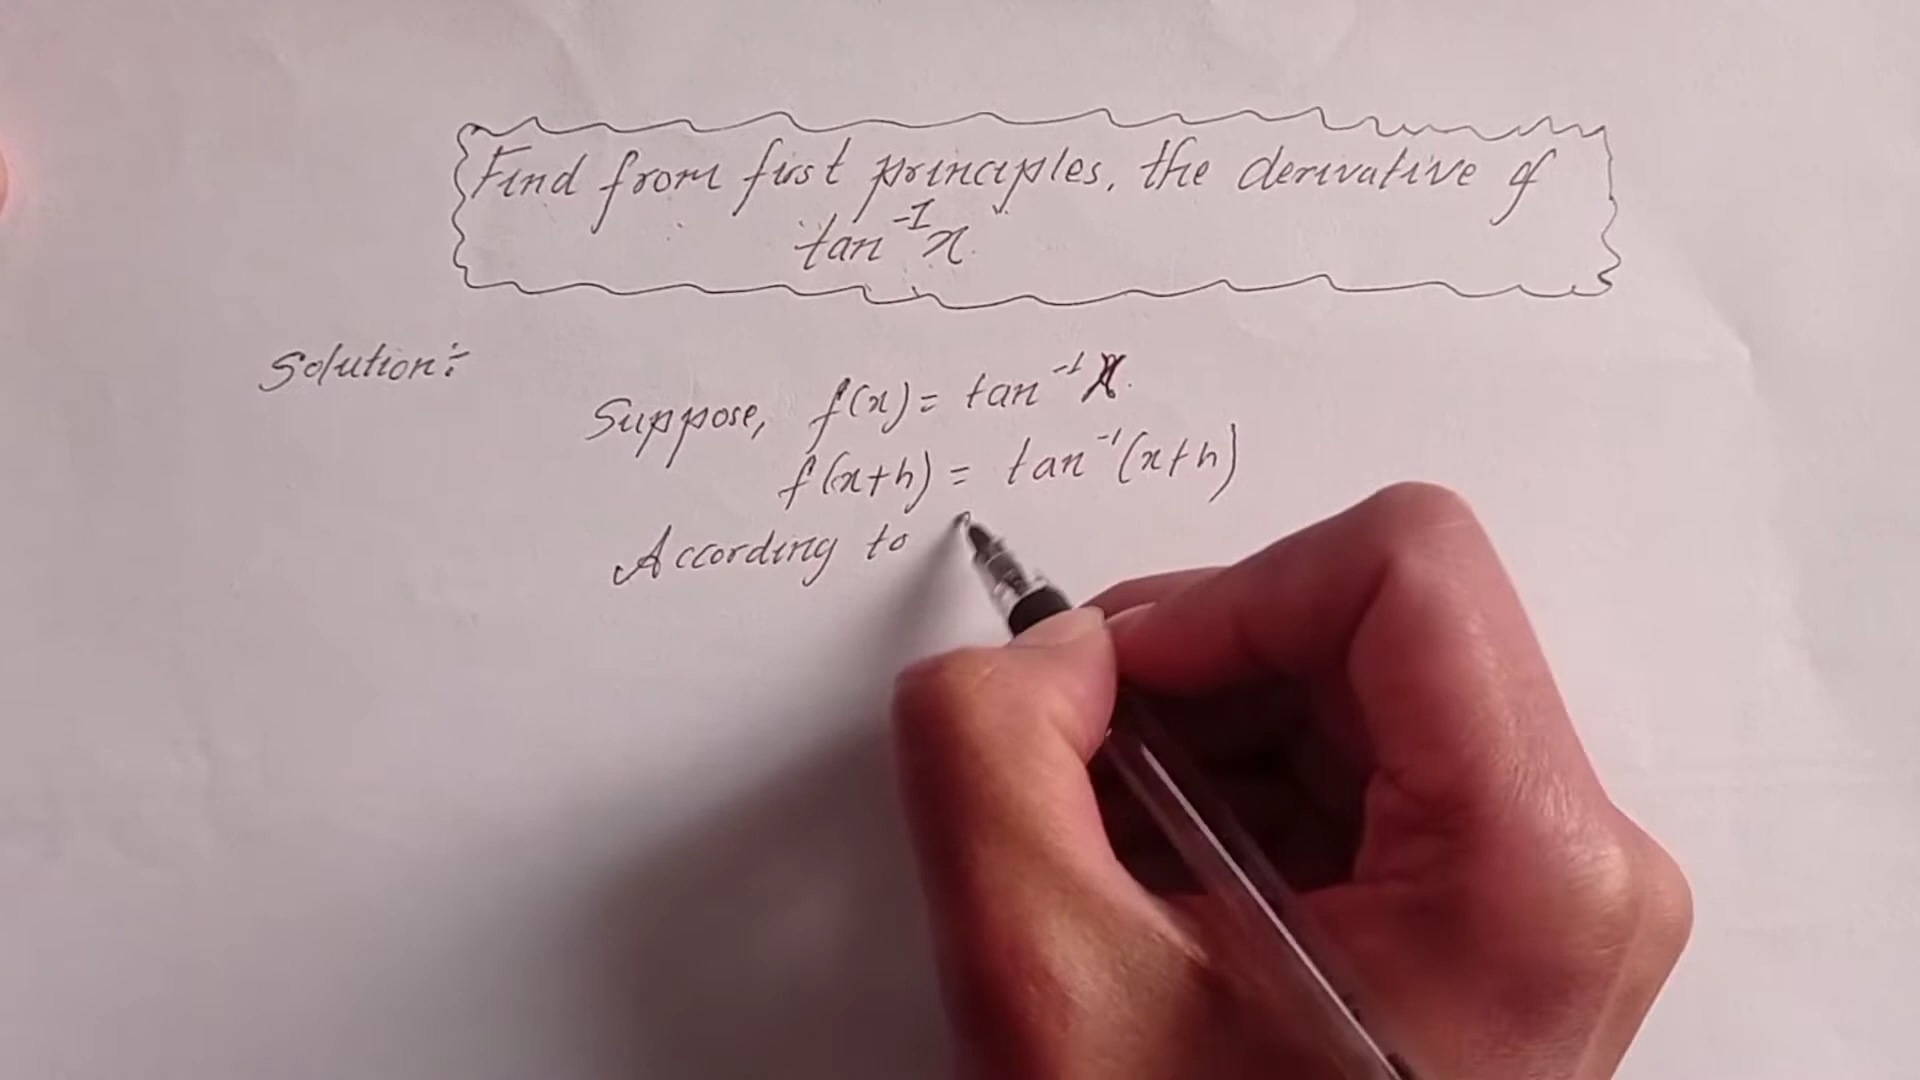 Find from first principles, the derivative of
tan⁻¹x
Solution:-
Suppose, f(x) = tan⁻¹x.
f(x+h) = tan⁻¹(x+h)
According to